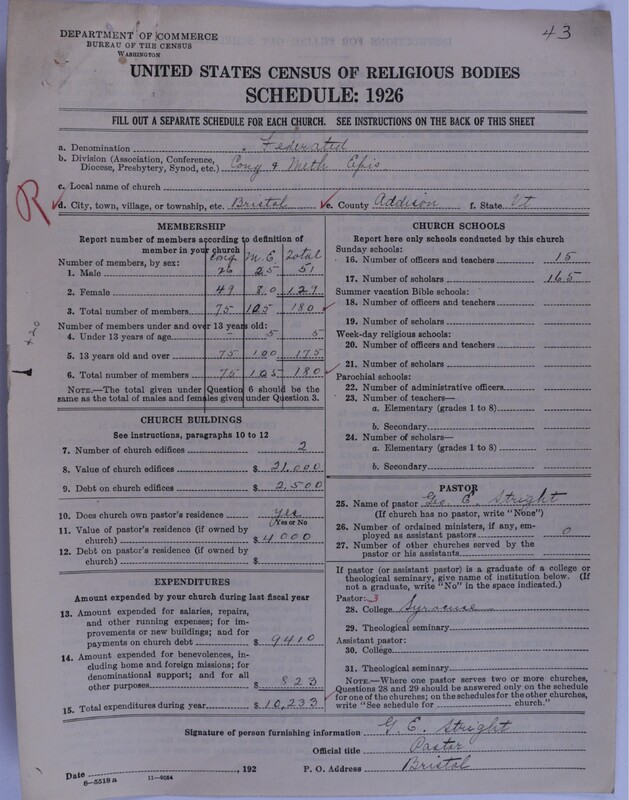 43
DEPARTMENT OF COMMERCE
BUREAU OF THE CENSUS
WASHINGTON
UNITED STATES CENSUS OF RELIGIOUS BODIES
SCHEDULE: 1926
FILL OUT A SEPARATE SCHEDULE FOR EACH CHURCH. SEE INSTRUCTIONS ON THE BACK OF THIS SHEET
a. Denomination Federated
b. Division (Association, Conference, Diocese, Presbytery, Synod, etc.) Cong & Meth Epis
c. Local name of church
R
d. City, town, village, or township, etc. Bristol e. County Addison f. State Vt
MEMBERSHIP
Report number of members according to definition of
member in your church
Cong M.E. Total
Number of members, by sex:
1. Male 26 25 51
2. Female 49 80 129
3. Total number of members 75 105 180
Number of members under and over 13 years old:
4. Under 13 years of age - 5 5
5. 13 years old and over 75 100 175
6. Total number of members 75 105 180
NOTE.—The total given under Question 6 should be the
same as the total of males and females given under Question 3.
CHURCH BUILDINGS
See instructions, paragraphs 10 to 12
7. Number of church edifices 2
8. Value of church edifices $ 21,000
9. Debt on church edifices $ 2,500
10. Does church own pastor's residence yes
(Yes or No
11. Value of pastor's residence (if owned by
church) $ 4000
12. Debt on pastor's residence (if owned by
church) $
EXPENDITURES
Amount expended by your church during last fiscal year
13. Amount expended for salaries, repairs,
and other running expenses; for im-
provements or new buildings; and for
payments on church debt $ 9410
14. Amount expended for benevolences, in-
cluding home and foreign missions; for
denominational support; and for all
other purposes $ 823
15. Total expenditures during year $ 10,233
CHURCH SCHOOLS
Report here only schools conducted by this church
Sunday schools:
16. Number of officers and teachers 15
17. Number of scholars 165
Summer vacation Bible schools:
18. Number of officers and teachers
19. Number of scholars
Week-day religious schools:
20. Number of officers and teachers
21. Number of scholars
Parochial schools:
22. Number of administrative officers
23. Number of teachers—
a. Elementary (grades 1 to 8)
b. Secondary
24. Number of scholars—
a. Elementary (grades 1 to 8)
b. Secondary
PASTOR
25. Name of pastor Geo E Stright
(If church has no pastor, write "None")
26. Number of ordained ministers, if any, em-
ployed as assistant pastors 0
27. Number of other churches served by the
pastor or his assistants
If pastor (or assistant pastor) is a graduate of a college or
theological seminary, give name of institution below. (If
not a graduate, write "No" in the space indicated.)
Pastor: 3
28. College Syracuse
29. Theological seminary
Assistant pastor:
30. College
31. Theological seminary
NOTE.—Where one pastor serves two or more churches,
Questions 28 and 29 should be answered only on the schedule
for one of the churches; on the schedules for the other churches,
write "See schedule for church."
Signature of person furnishing information G. E. Stright
Official title Pastor
Date , 192 P. O. Address Bristol
8-5518a 11-9034